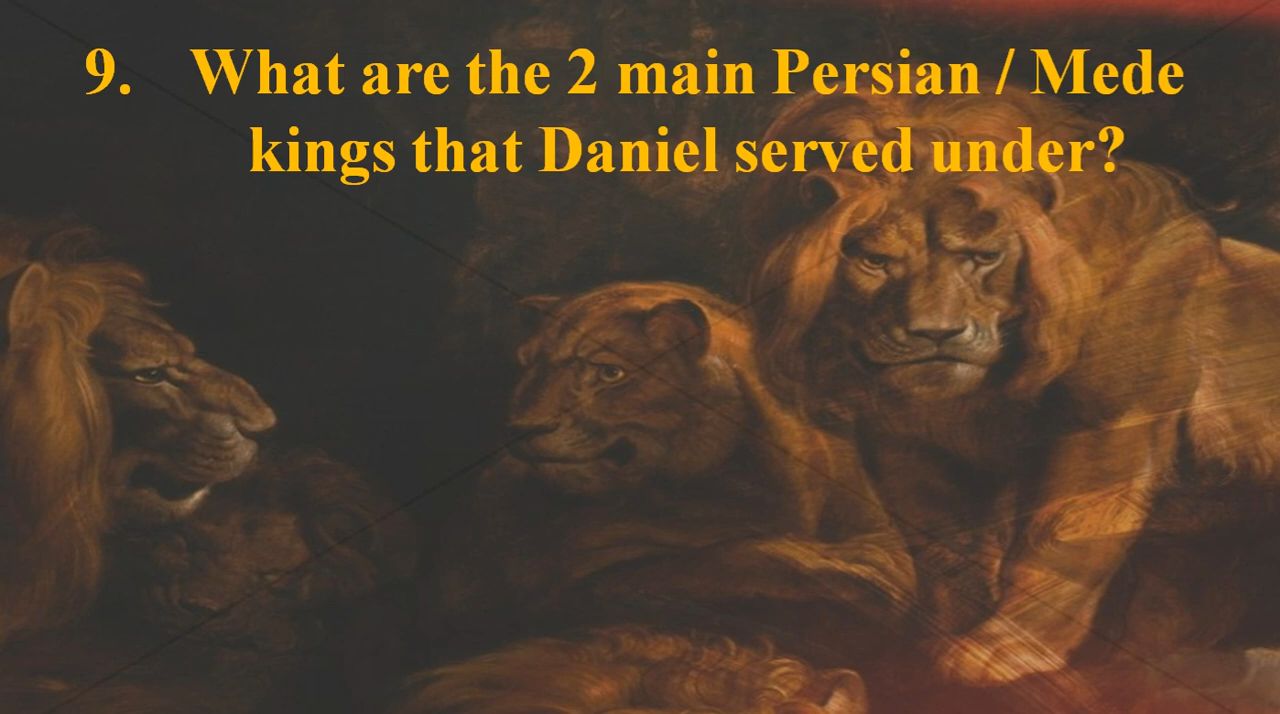 9. What are the 2 main Persian / Mede
kings that Daniel served under?